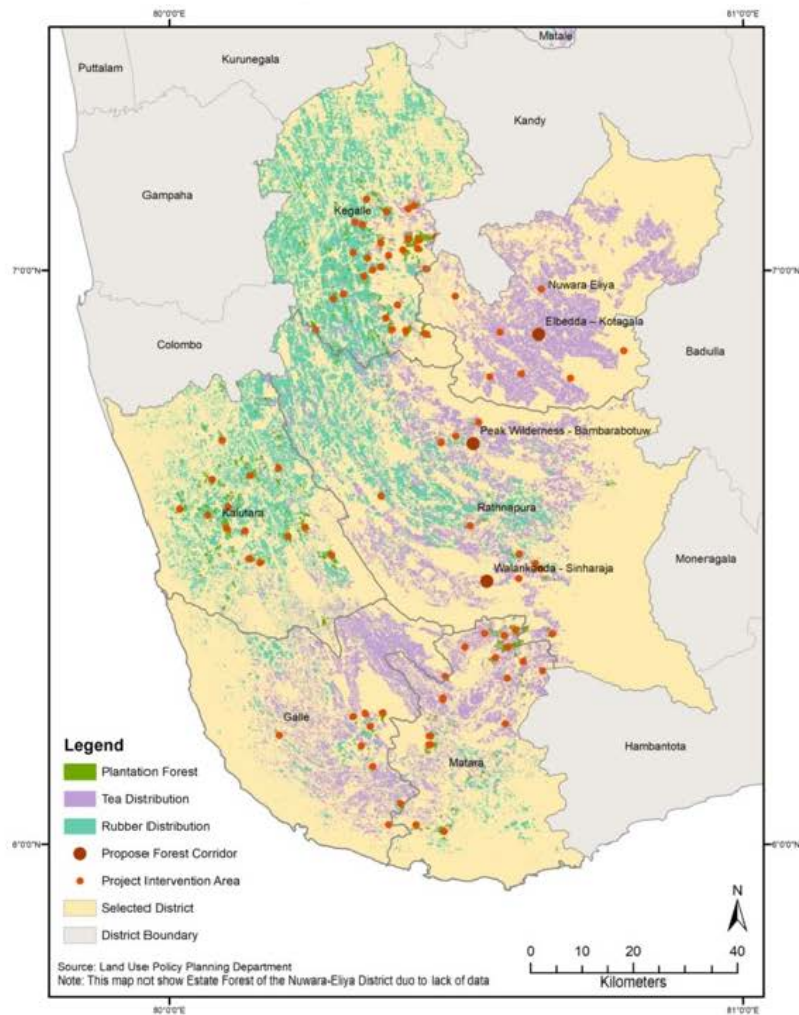 80°0'0"E
81°0'0"E
Matale
Puttalam
Kurunegala
Kandy
Gampaha
Kegalle
7°0'0"N
7°0'0"N
Nuwara Eliya
Elbedda – Kotagala
Colombo
Badulla
Peak Wilderness - Bambarabotuw
Kalutara
Rathnapura
Moneragala
Walankanda - Sinharaja
Galle
Hambantota
Matara
Legend
Plantation Forest
Tea Distribution
Rubber Distribution
Propose Forest Corridor
Project Intervention Area
Selected District
District Boundary
6°0'0"N
6°0'0"N
N
0 10 20 40
Kilometers
Source: Land Use Policy Planning Department
Note: This map not show Estate Forest of the Nuwara-Eliya District duo to lack of data
80°0'0"E
81°0'0"E